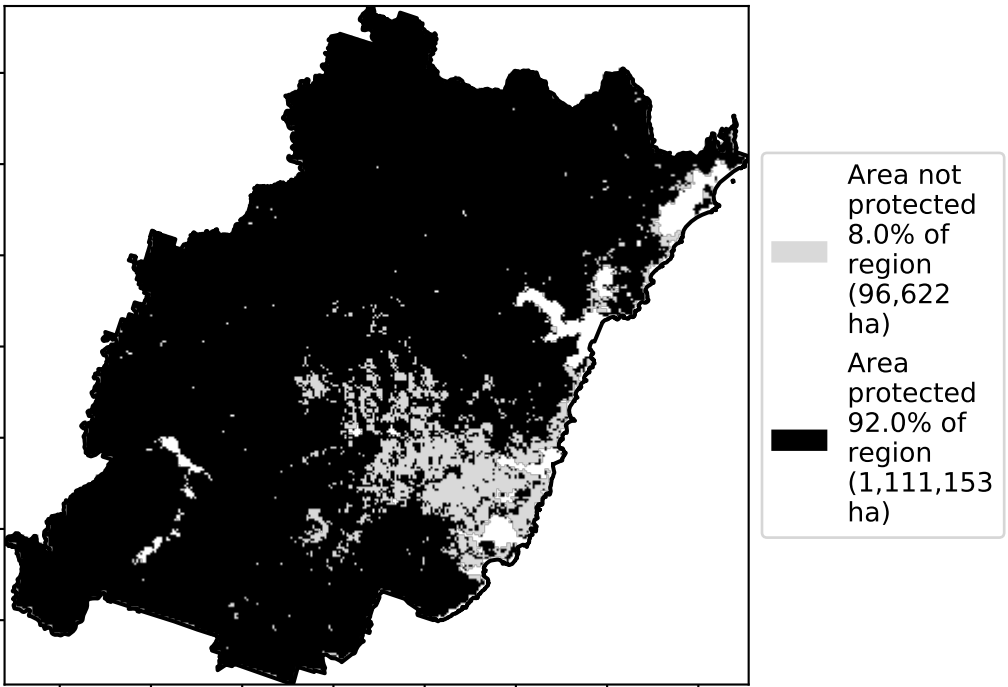 Area not
protected
8.0% of
region
(96,622
ha)
Area
protected
92.0% of
region
(1,111,153
ha)